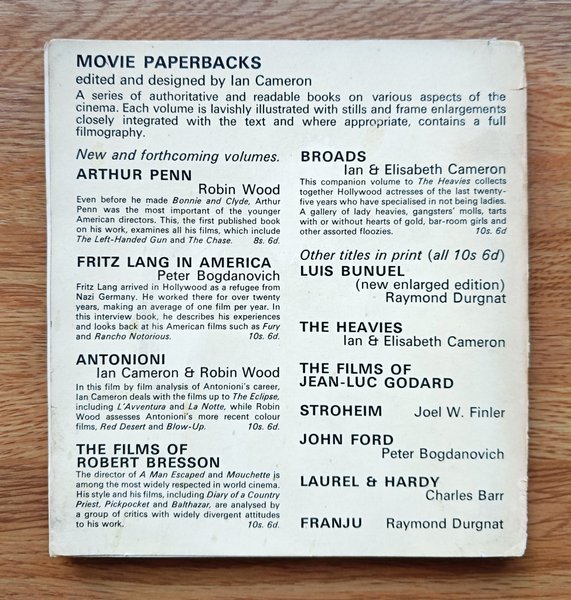 MOVIE PAPERBACKS
edited and designed by Ian Cameron
A series of authoritative and readable books on various aspects of the
cinema. Each volume is lavishly illustrated with stills and frame enlargements
closely integrated with the text and where appropriate, contains a full
filmography.
New and forthcoming volumes.
ARTHUR PENN
Robin Wood
Even before he made Bonnie and Clyde, Arthur
Penn was the most important of the younger
American directors. This, the first published book
on his work, examines all his films, which include
The Left-Handed Gun and The Chase. 8s. 6d.
FRITZ LANG IN AMERICA
Peter Bogdanovich
Fritz Lang arrived in Hollywood as a refugee from
Nazi Germany. He worked there for over twenty
years, making an average of one film per year. In
this interview book, he describes his experiences
and looks back at his American films such as Fury
and Rancho Notorious. 10s. 6d.
ANTONIONI
Ian Cameron & Robin Wood
In this film by film analysis of Antonioni's career,
Ian Cameron deals with the films up to The Eclipse,
including L'Avventura and La Notte, while Robin
Wood assesses Antonioni's more recent colour
films, Red Desert and Blow-Up. 10s. 6d.
THE FILMS OF
ROBERT BRESSON
The director of A Man Escaped and Mouchette is
among the most widely respected in world cinema.
His style and his films, including Diary of a Country
Priest, Pickpocket and Balthazar, are analysed by
a group of critics with widely divergent attitudes
to his work. 10s. 6d.
BROADS
Ian & Elisabeth Cameron
This companion volume to The Heavies collects
together Hollywood actresses of the last twenty-
five years who have specialised in not being ladies.
A gallery of lady heavies, gangsters' molls, tarts
with or without hearts of gold, bar-room girls and
other assorted floozies. 10s. 6d
Other titles in print (all 10s 6d)
LUIS BUNUEL
(new enlarged edition)
Raymond Durgnat
THE HEAVIES
Ian & Elisabeth Cameron
THE FILMS OF
JEAN-LUC GODARD
STROHEIM Joel W. Finler
JOHN FORD
Peter Bogdanovich
LAUREL & HARDY
Charles Barr
FRANJU Raymond Durgnat